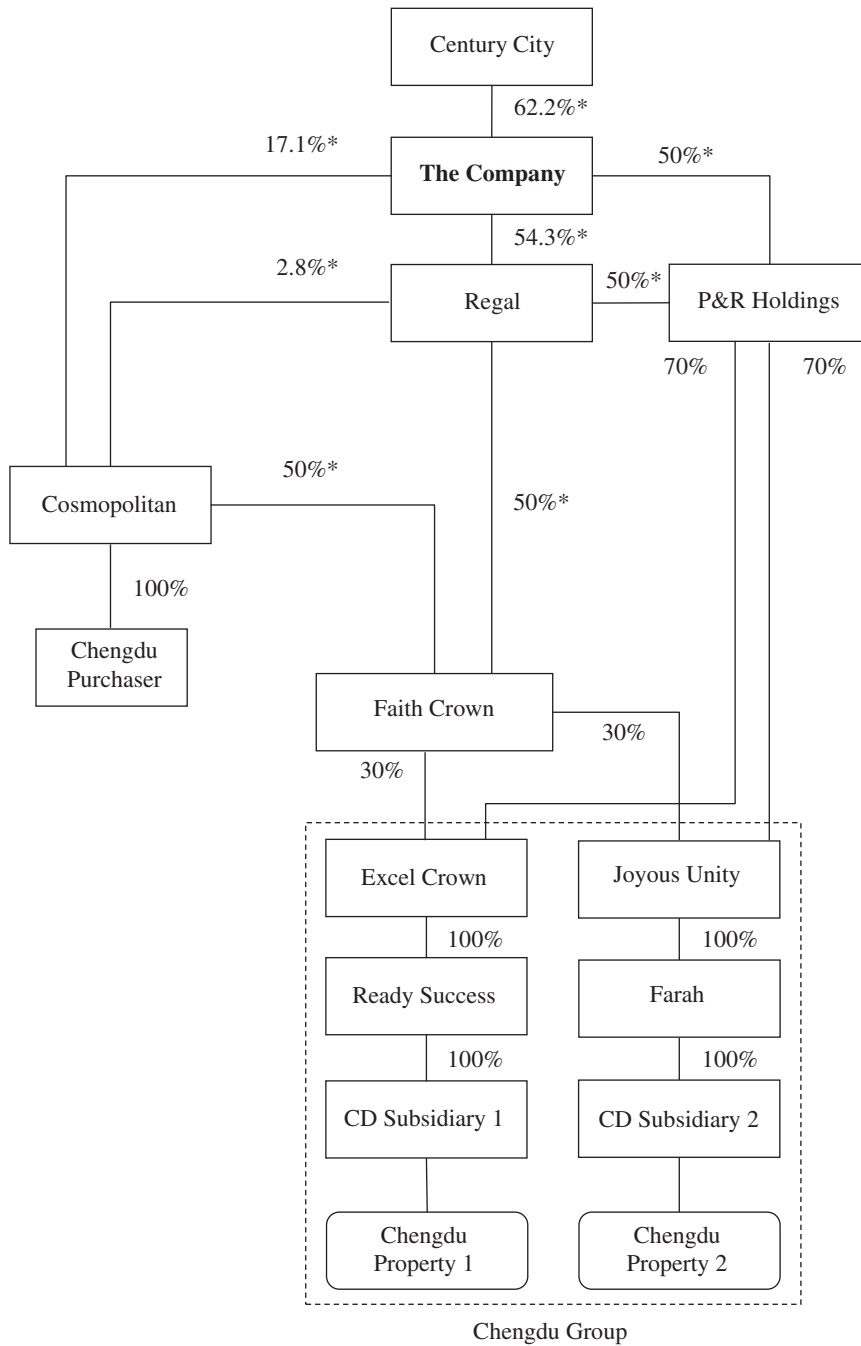 Century City
62.2%*
17.1%*
The Company
50%*
54.3%*
2.8%*
Regal
50%*
P&R Holdings
70%
70%
Cosmopolitan
50%*
50%*
100%
Chengdu
Purchaser
Faith Crown
30%
30%
Excel Crown
Joyous Unity
100%
100%
Ready Success
Farah
100%
100%
CD Subsidiary 1
CD Subsidiary 2
Chengdu
Property 1
Chengdu
Property 2
Chengdu Group